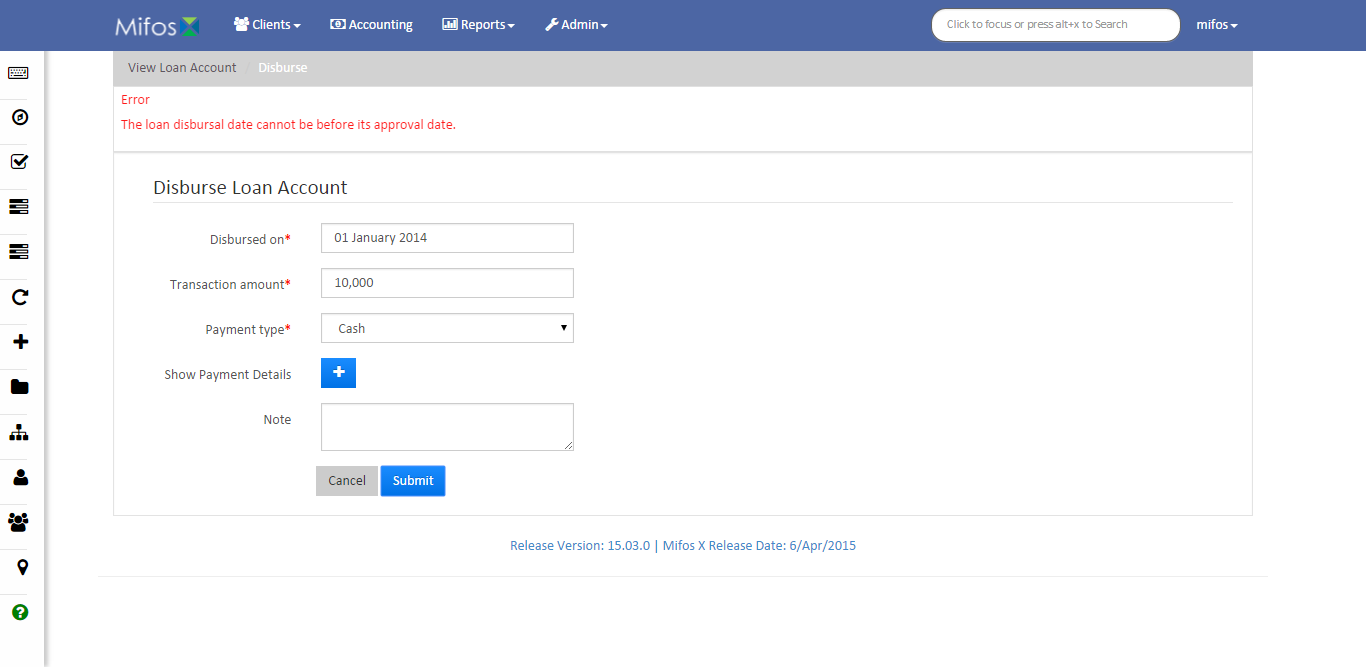 Mifos X Clients Accounting Reports Admin Click to focus or press alt+x to Search mifos
View Loan Account / Disburse
Error
The loan disbursal date cannot be before its approval date.
Disburse Loan Account
Disbursed on* 01 January 2014
Transaction amount* 10,000
Payment type* Cash
Show Payment Details +
Note
Cancel Submit
Release Version: 15.03.0 | Mifos X Release Date: 6/Apr/2015